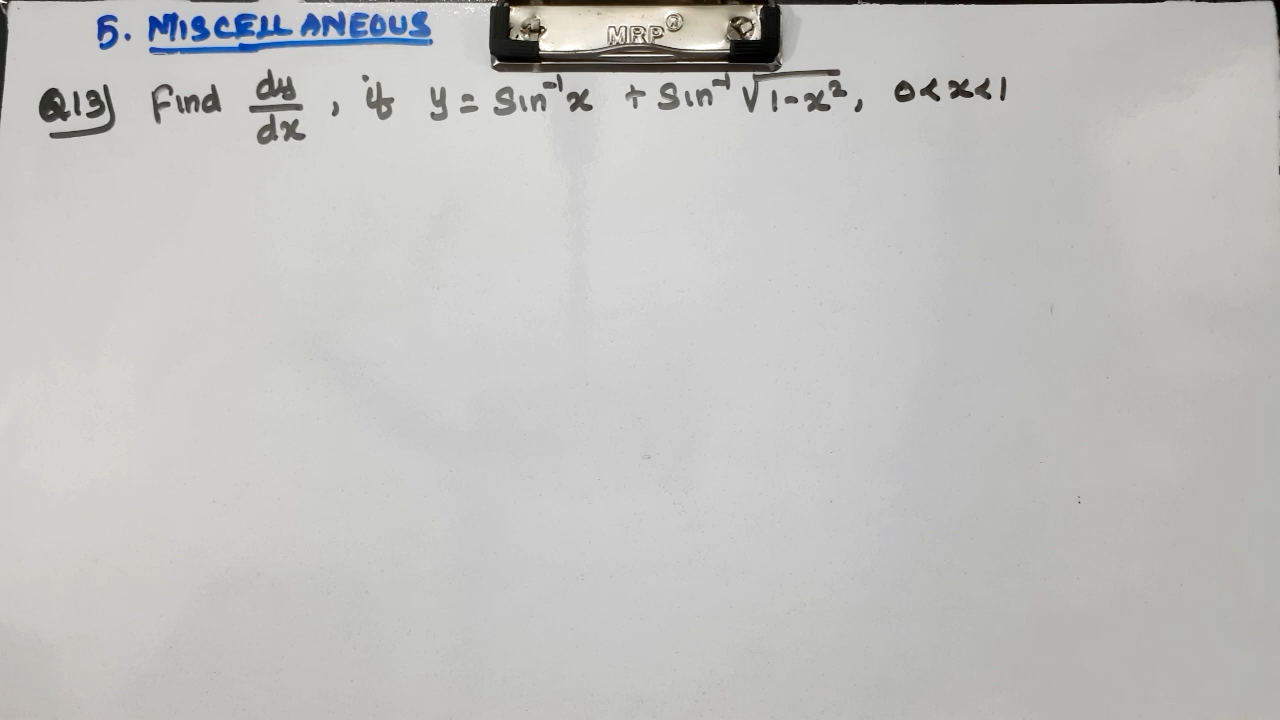 5. MISCELLANEOUS
MRP®
Q13) Find dy/dx, if y = Sin⁻¹x + Sin⁻¹ √(1-x²), 0<x<1